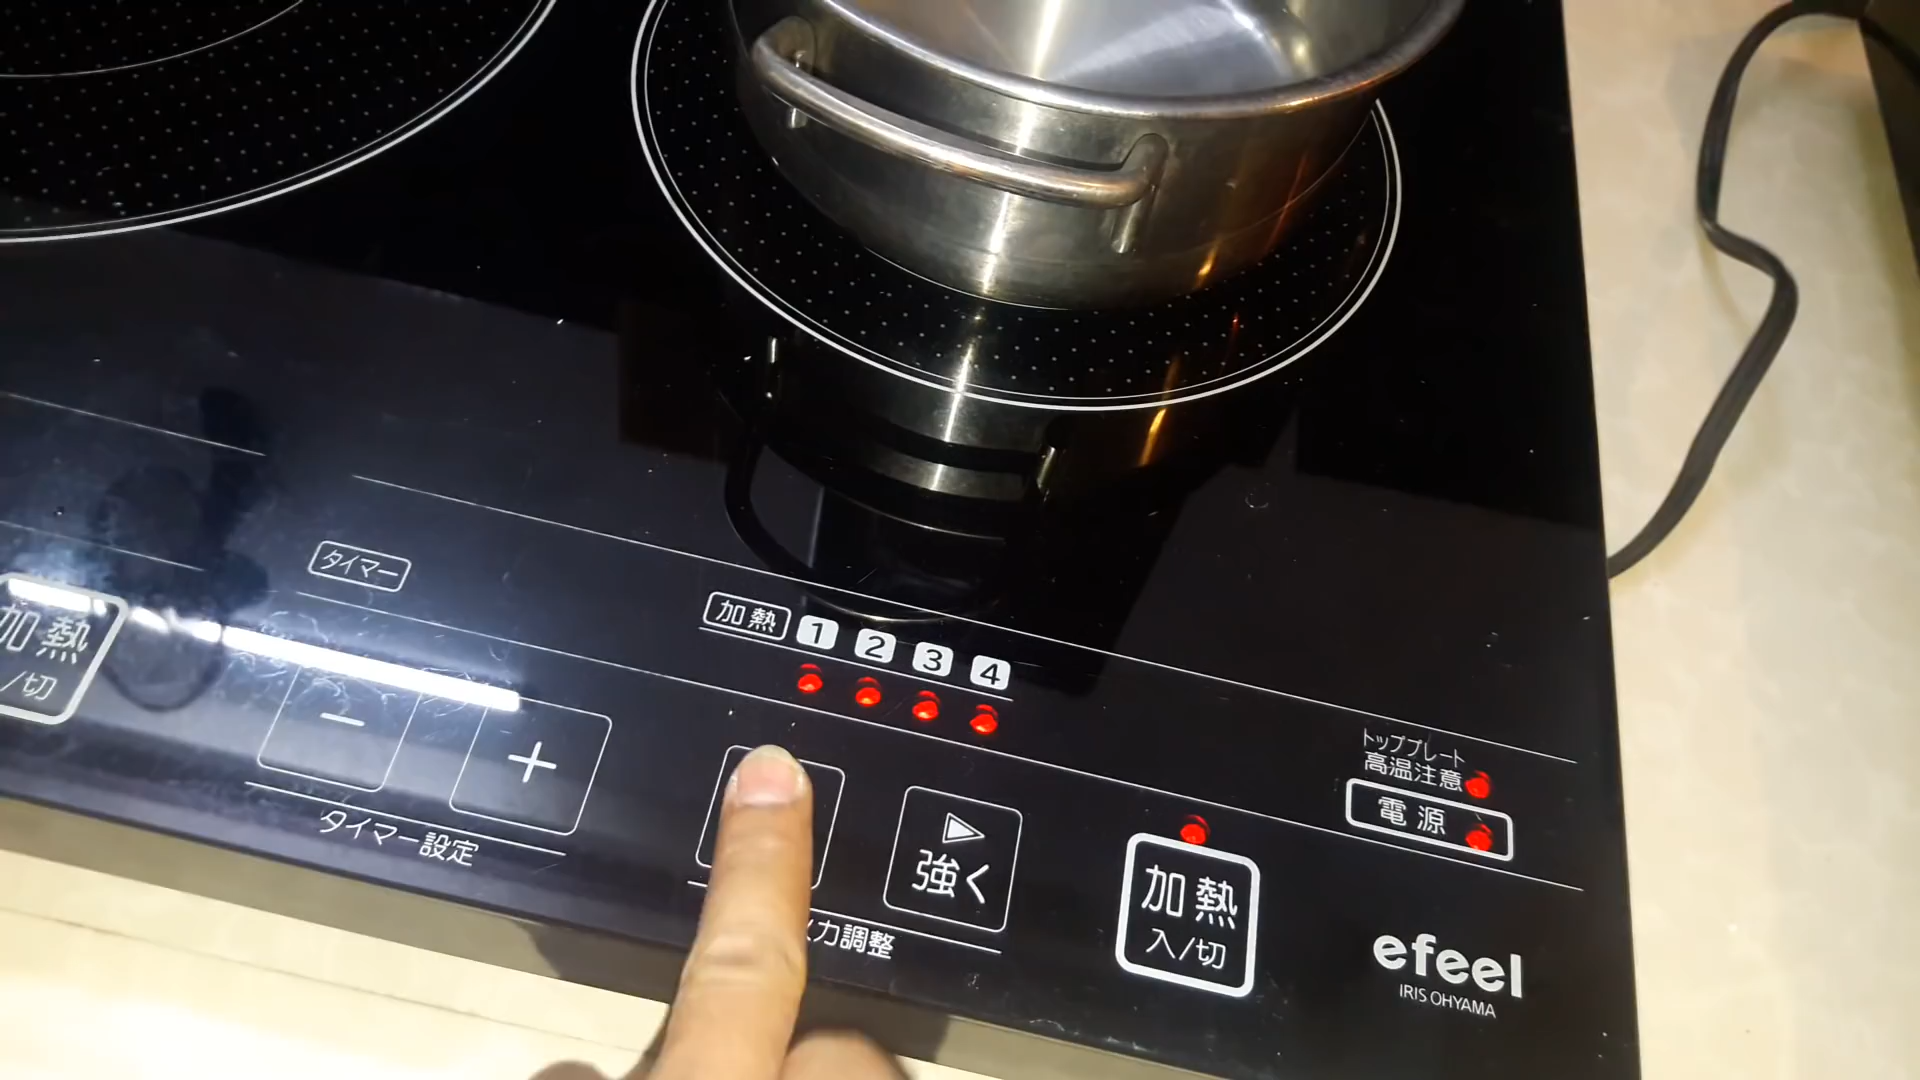 タイマー
加熱 1 2 3 4
トッププレート
高温注意
電源
加熱
/切
−
+
タイマー設定
▷
強く
力調整
加熱
入/切
efeel
IRIS OHYAMA